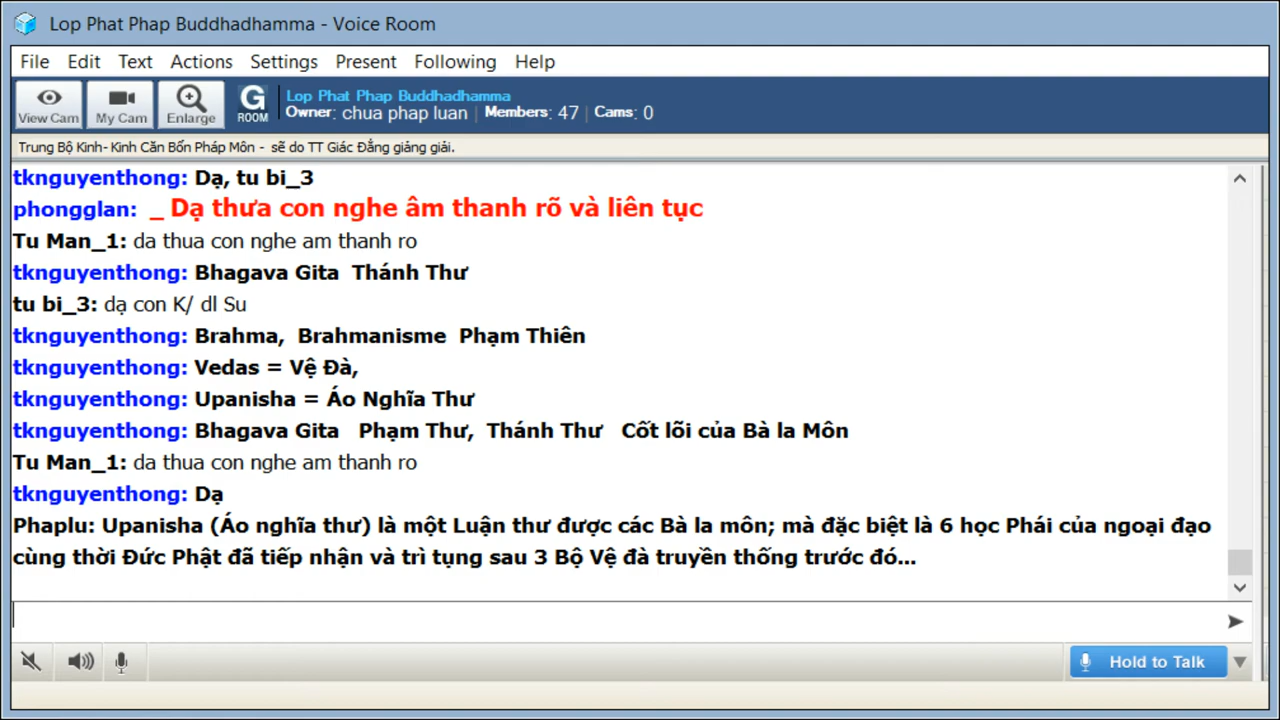 Lop Phat Phap Buddhadhamma - Voice Room
File Edit Text Actions Settings Present Following Help
View Cam My Cam Enlarge G ROOM
Lop Phat Phap Buddhadhamma
Owner: chua phap luan | Members: 47 | Cams: 0
Trung Bộ Kinh- Kinh Căn Bổn Pháp Môn - sẽ do TT Giác Đẳng giảng giải.
tknguyenthong: Dạ, tu bi_3
phongglan: _ Dạ thưa con nghe âm thanh rõ và liên tục
Tu Man_1: da thua con nghe am thanh ro
tknguyenthong: Bhagava Gita Thánh Thư
tu bi_3: dạ con K/ dl Su
tknguyenthong: Brahma, Brahmanisme Phạm Thiên
tknguyenthong: Vedas = Vệ Đà,
tknguyenthong: Upanisha = Áo Nghĩa Thư
tknguyenthong: Bhagava Gita Phạm Thư, Thánh Thư Cốt lõi của Bà la Môn
Tu Man_1: da thua con nghe am thanh ro
tknguyenthong: Dạ
Phaplu: Upanisha (Áo nghĩa thư) là một Luận thư được các Bà la môn; mà đặc biệt là 6 học Phái của ngoại đạo
cùng thời Đức Phật đã tiếp nhận và trì tụng sau 3 Bộ Vệ đà truyền thống trước đó...
Hold to Talk